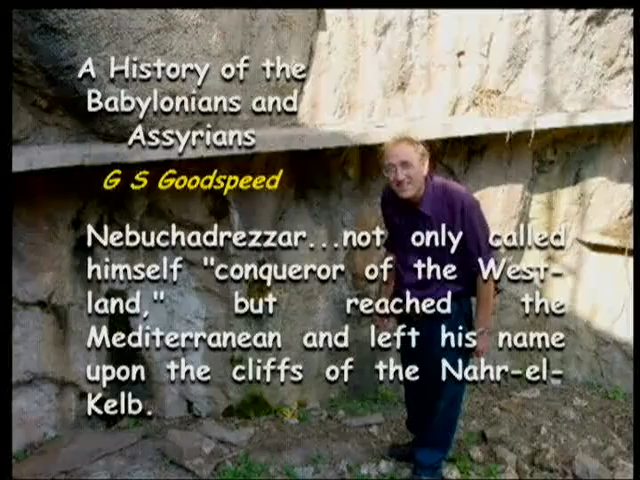 A History of the
Babylonians and
Assyrians
G S Goodspeed
Nebuchadrezzar...not only called
himself "conqueror of the West-
land," but reached the
Mediterranean and left his name
upon the cliffs of the Nahr-el-
Kelb.